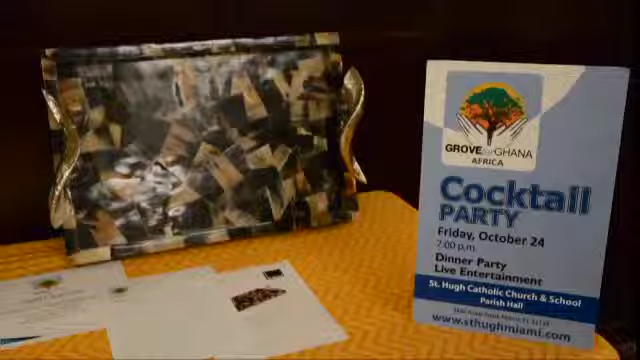 GROVE for GHANA
AFRICA
Cocktail
PARTY
Friday, October 24
7:00 p.m.
Dinner Party
Live Entertainment
St. Hugh Catholic Church & School
Parish Hall
www.sthughmiami.com